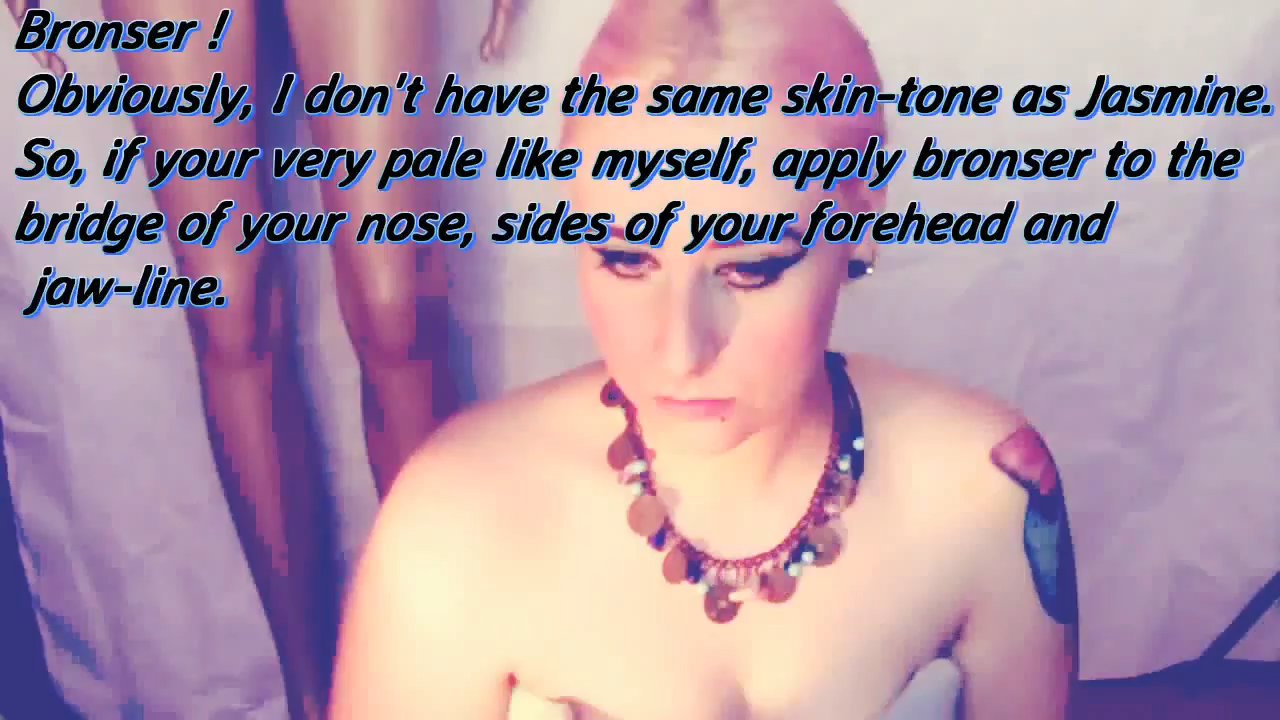 Bronser !
Obviously, I don't have the same skin-tone as Jasmine.
So, if your very pale like myself, apply bronser to the
bridge of your nose, sides of your forehead and
jaw-line.